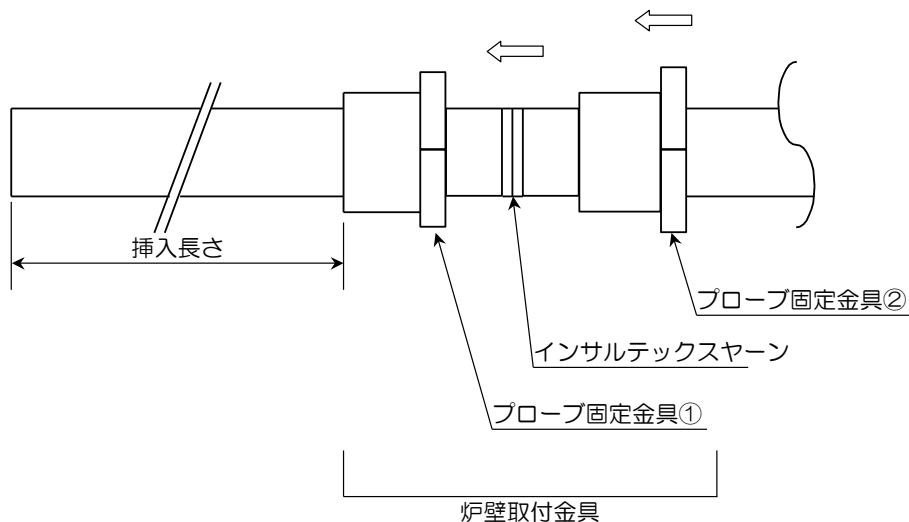 挿入長さ
プローブ固定金具②
インサルテックスヤーン
プローブ固定金具①
炉壁取付金具